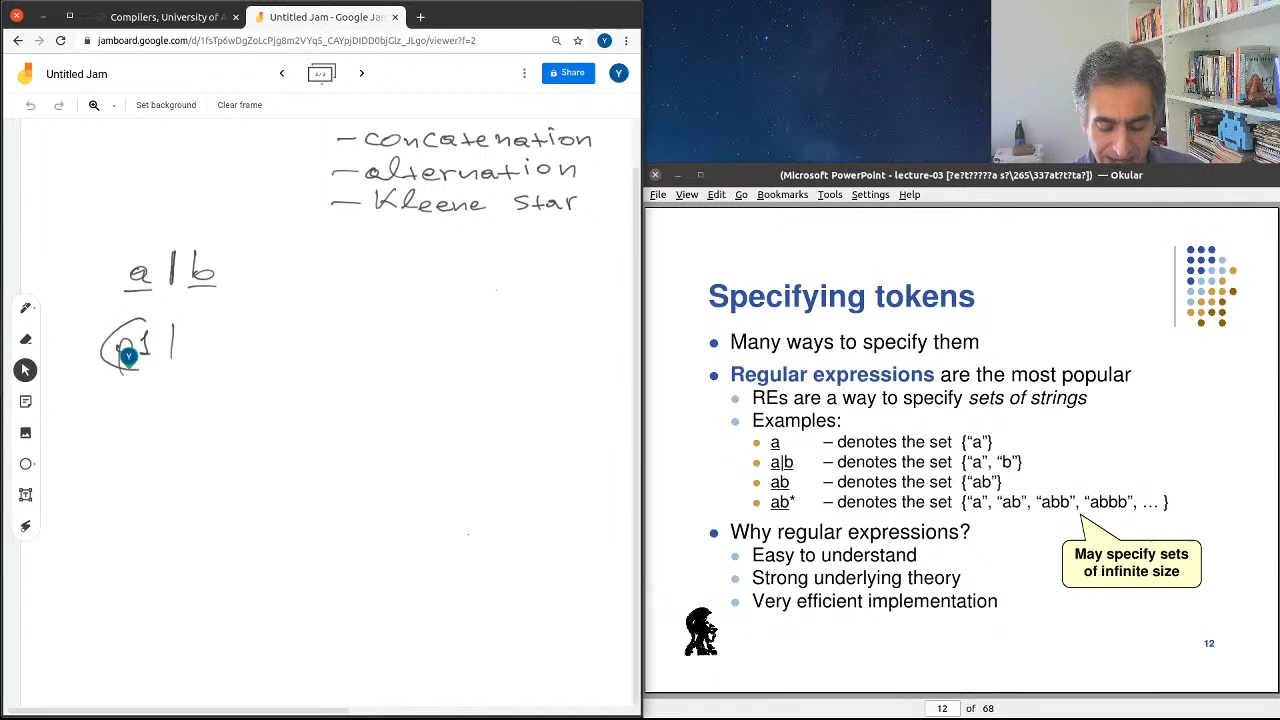 Compilers, University of A
Untitled Jam - Google Jam
jamboard.google.com/d/1fsTp6wDgZoLcPjg8m2VYq5_CAYpjDIDD0bjGlz_JLgo/viewer?f=2
Y
Untitled Jam
3 / 3
Share
Y
Set background
Clear frame
- concatenation
- alternation
- Kleene star
a | b
1 |
Y
(Microsoft PowerPoint - lecture-03 [?e?t?????a s?\265\337at?t?ta?]) — Okular
File View Edit Go Bookmarks Tools Settings Help
Specifying tokens
Many ways to specify them
Regular expressions are the most popular
REs are a way to specify sets of strings
Examples:
a – denotes the set {“a”}
a|b – denotes the set {“a”, “b”}
ab – denotes the set {“ab”}
ab* – denotes the set {“a”, “ab”, “abb”, “abbb”, … }
Why regular expressions?
May specify sets
of infinite size
Easy to understand
Strong underlying theory
Very efficient implementation
12
12 of 68